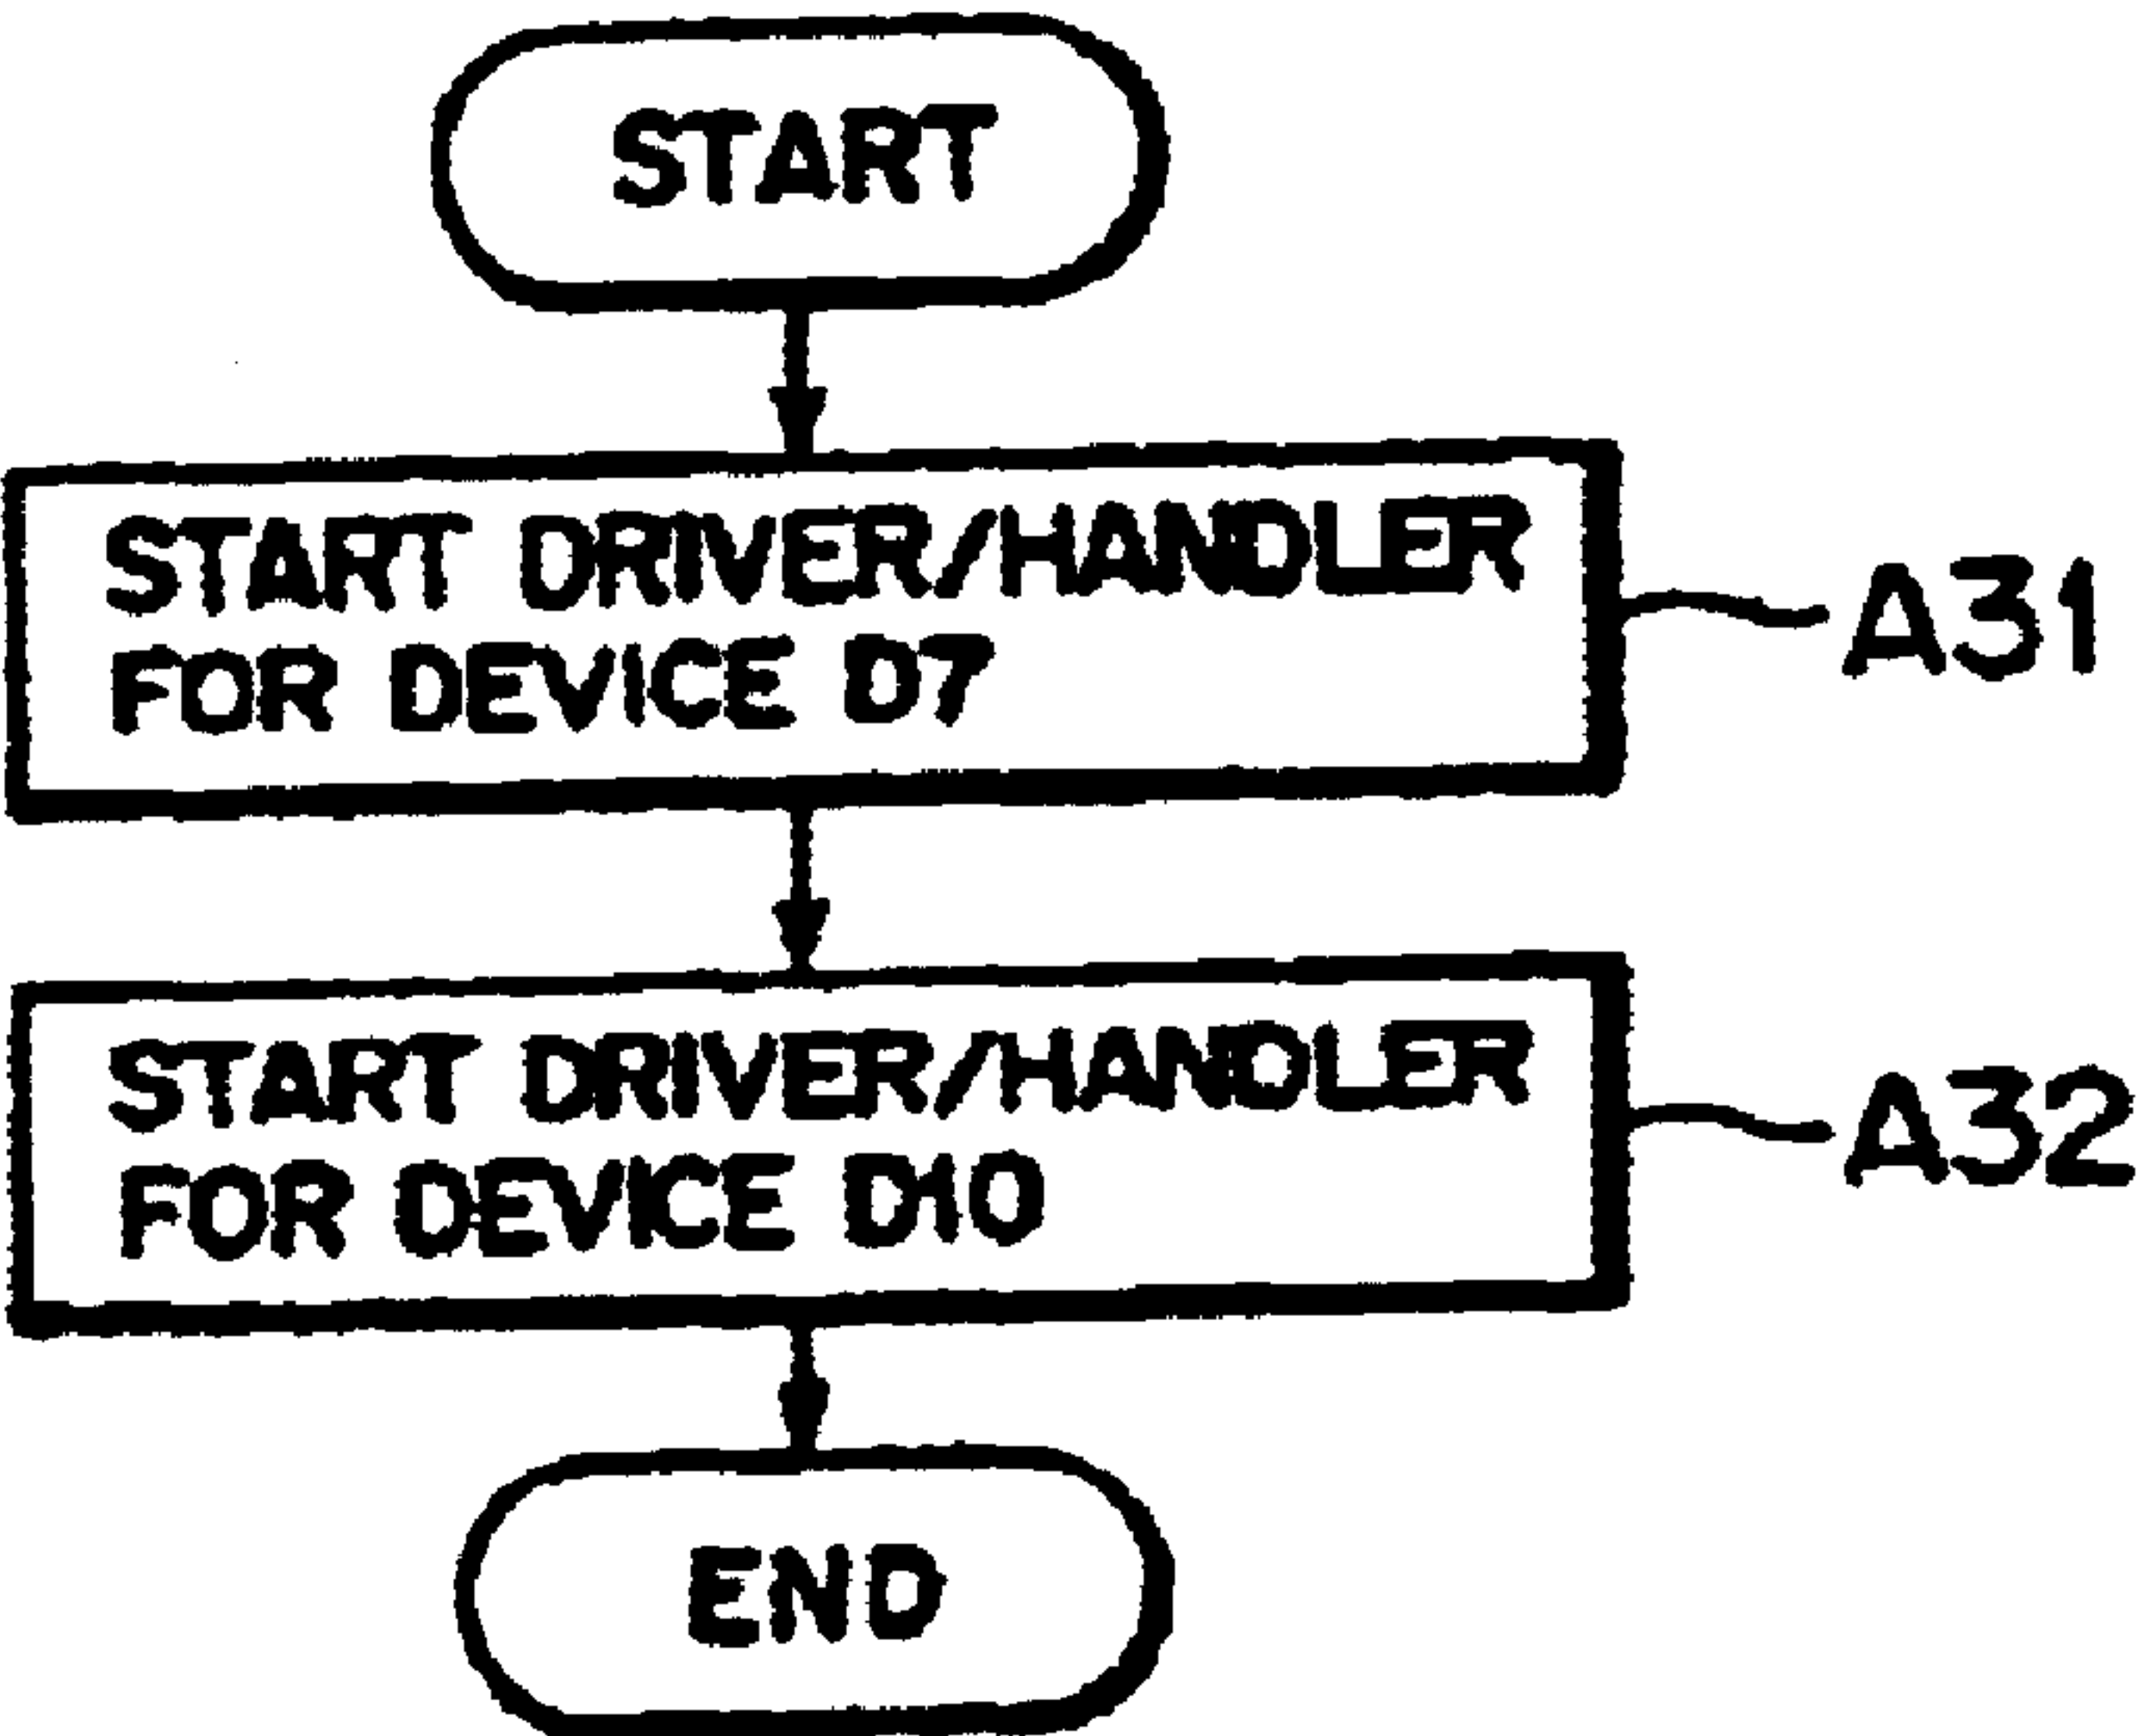 START
START DRIVER/HANDLER
FOR DEVICE D7
A31
START DRIVER/HANDLER
FOR DEVICE D10
A32
END